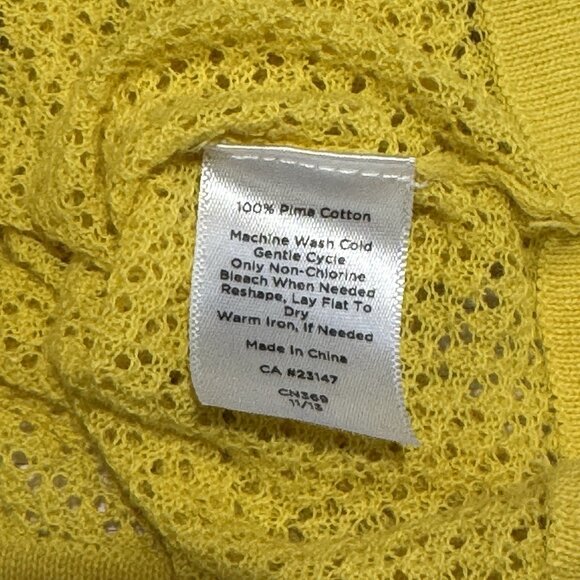 100% Pima Cotton
Machine Wash Cold
Gentle Cycle
Only Non-Chlorine
Bleach When Needed
Reshape, Lay Flat To
Dry
Warm Iron, If Needed
Made In China
CA #23147
CN369
11/13